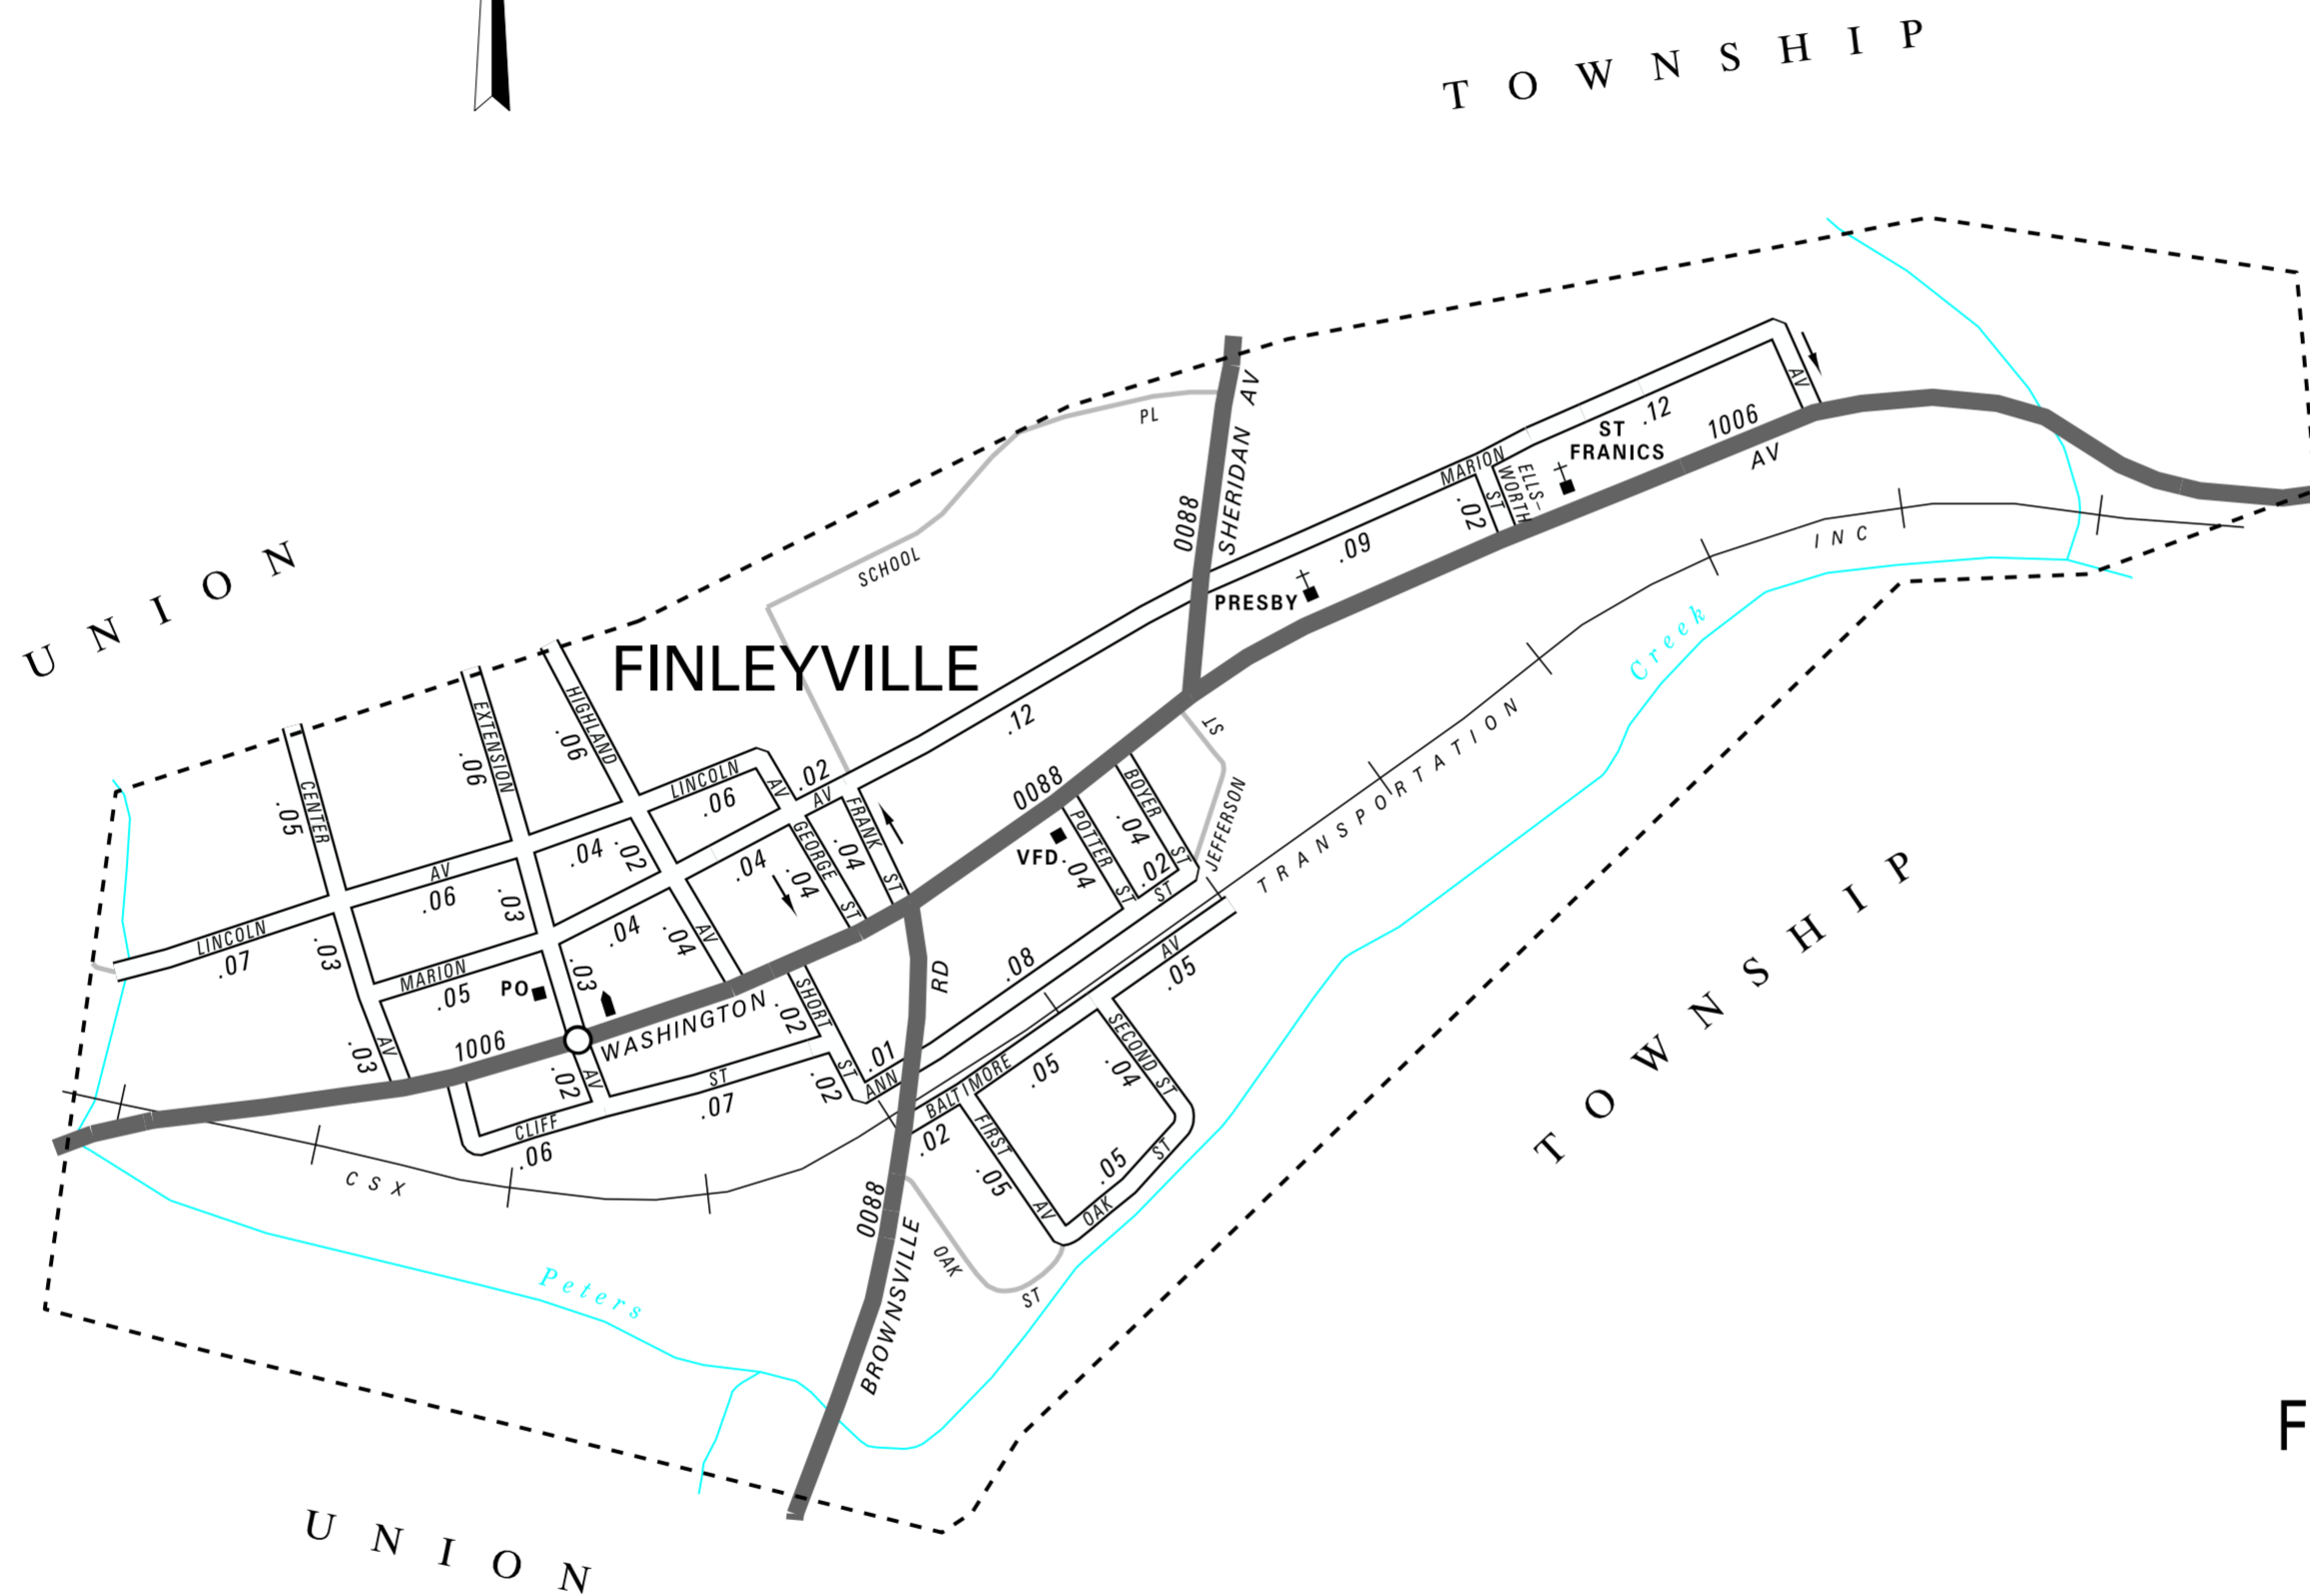 TOWNSHIP
UNION
FINLEYVILLE
SCHOOL
PL
0088
SHERIDAN AV
MARION
AV
.12
1006
AV
ST
FRANICS
ELLS-
WORTH
ST
.02
.09
PRESBY
INC
Creek
TRANSPORTATION
TOWNSHIP
.12
HIGHLAND
.06
EXTENSION
.06
CENTER
.05
LINCOLN
AV
.06
.02
AV
FRANK
ST
.04
GEORGE
ST
.04
.04
.04
.02
AV
.06
.03
.04
.04
AV
LINCOLN
.07
.03
MARION
.05
PO
.03
AV
.03
1006
WASHINGTON
.02
AV
CLIFF
.06
ST
.07
SHORT
.02
ST
.02
.01
ANN
RD
0088
VFD
POTTER
ST
.04
BOYER
ST
.04
.02
ST
ST
JEFFERSON
.08
BALTIMORE
AV
.05
.02
.05
SECOND ST
.04
FIRST
AV
.05
.05
OAK
ST
OAK
ST
0088
BROWNSVILLE
CSX
Peters
F
UNION